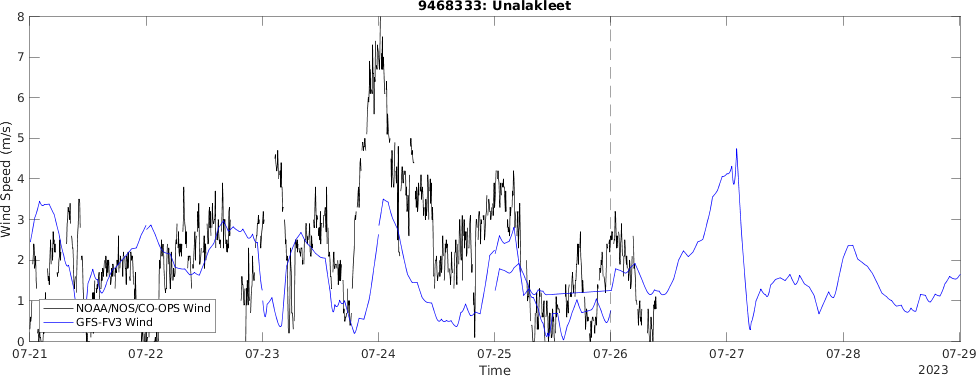 9468333: Unalakleet
8
7
6
5
4
3
2
1
0
Wind Speed (m/s)
NOAA/NOS/CO-OPS Wind
GFS-FV3 Wind
07-21 07-22 07-23 07-24 07-25 07-26 07-27 07-28 07-29
Time
2023